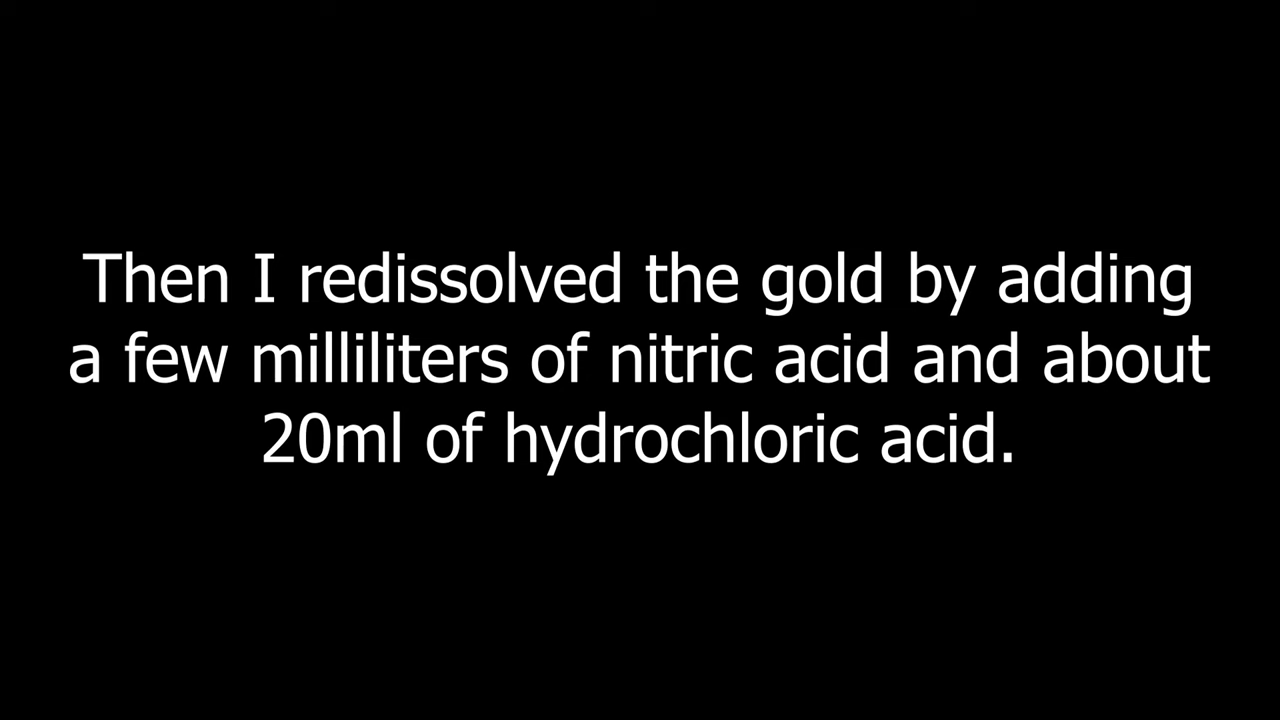 Then I redissolved the gold by adding
a few milliliters of nitric acid and about
20ml of hydrochloric acid.